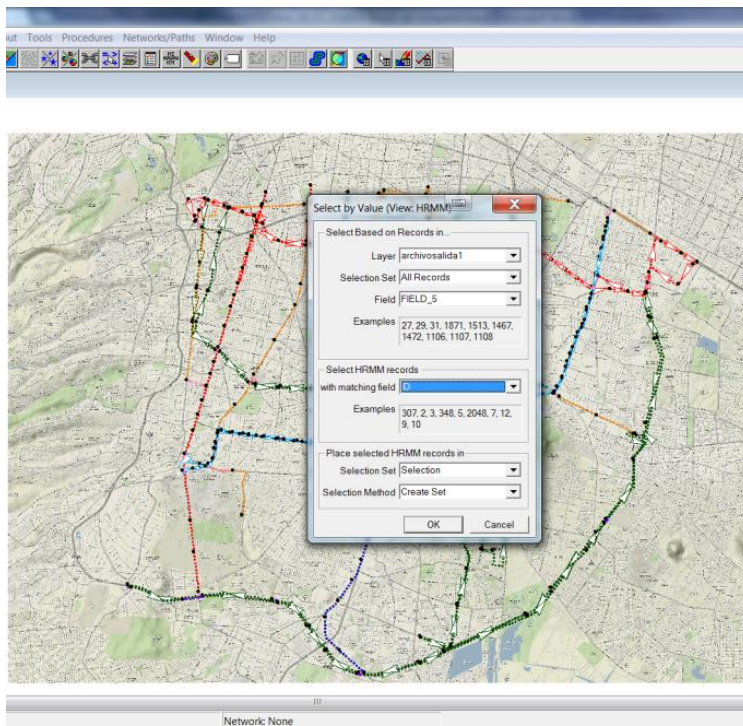 out Tools Procedures Networks/Paths Window Help
Select by Value (View: HRMM)
Select Based on Records in...
Layer archivosalida1
Selection Set All Records
Field FIELD_5
Examples 27, 29, 31, 1871, 1513, 1467,
1472, 1106, 1107, 1108
Select HRMM records
with matching field ID
Examples 307, 2, 3, 348, 5, 2048, 7, 12,
9, 10
Place selected HRMM records in
Selection Set Selection
Selection Method Create Set
OK Cancel
Network: None